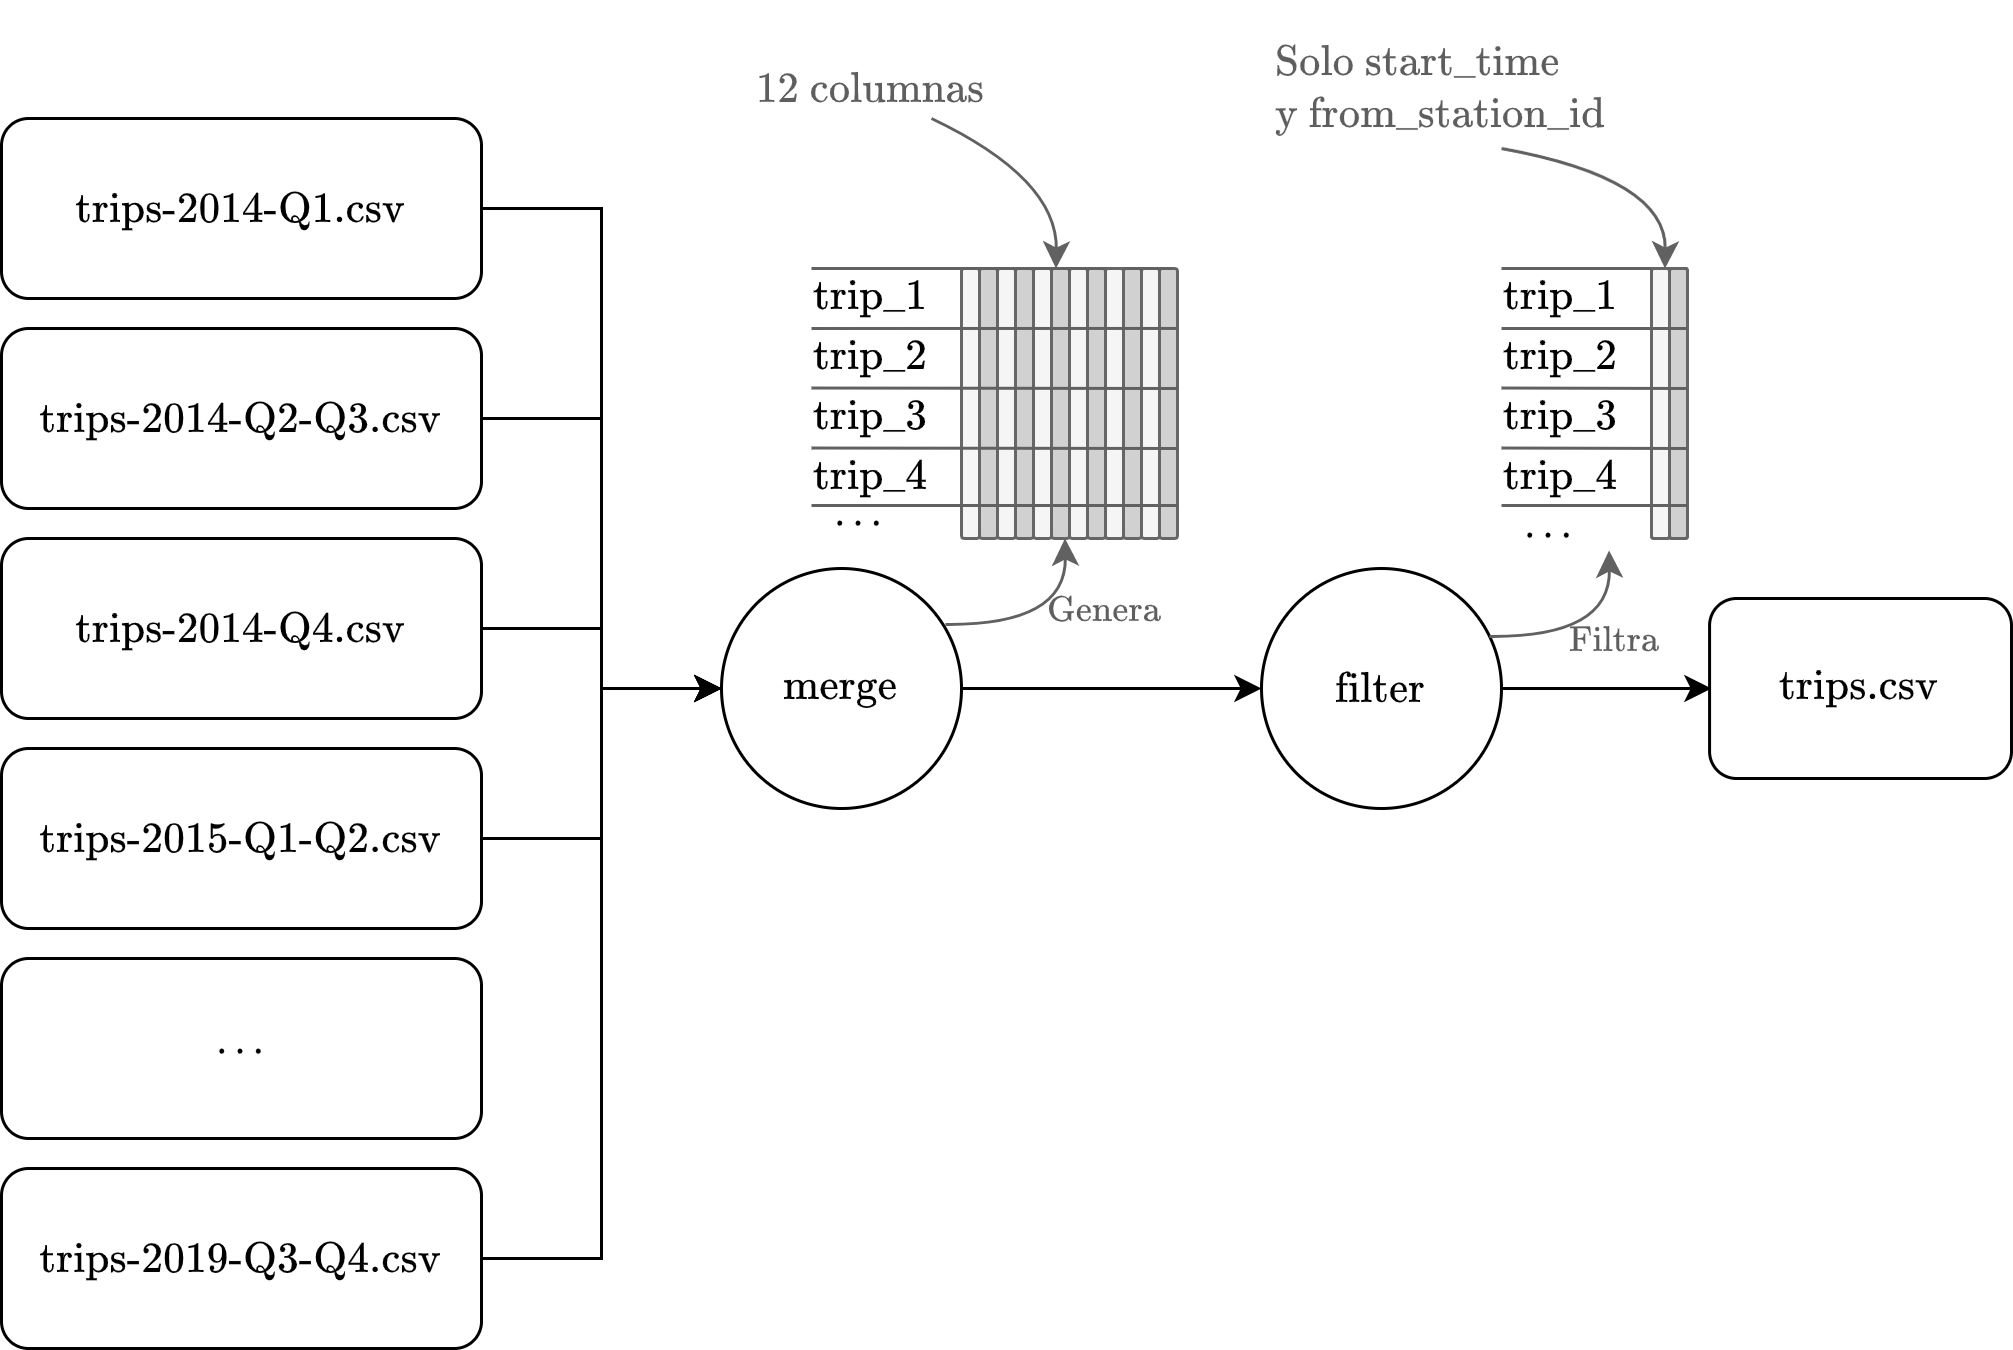 trips-2014-Q1.csv
trips-2014-Q2-Q3.csv
trips-2014-Q4.csv
trips-2015-Q1-Q2.csv
...
trips-2019-Q3-Q4.csv
12 columnas
trip_1
trip_2
trip_3
trip_4
...
Genera
merge
Solo start_time
y from_station_id
trip_1
trip_2
trip_3
trip_4
...
Filtra
filter
trips.csv